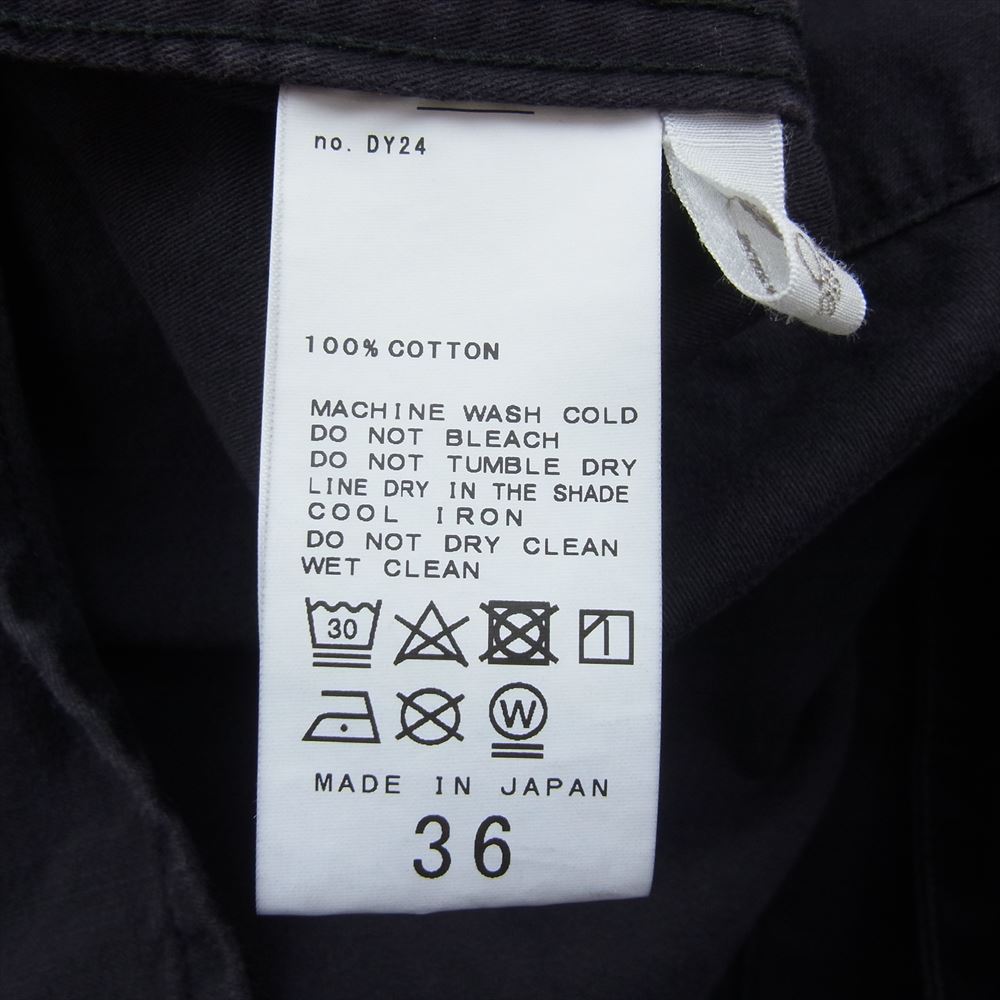 no. DY24
100% COTTON
MACHINE WASH COLD
DO NOT BLEACH
DO NOT TUMBLE DRY
LINE DRY IN THE SHADE
COOL IRON
DO NOT DRY CLEAN
WET CLEAN
30
W
MADE IN JAPAN
36